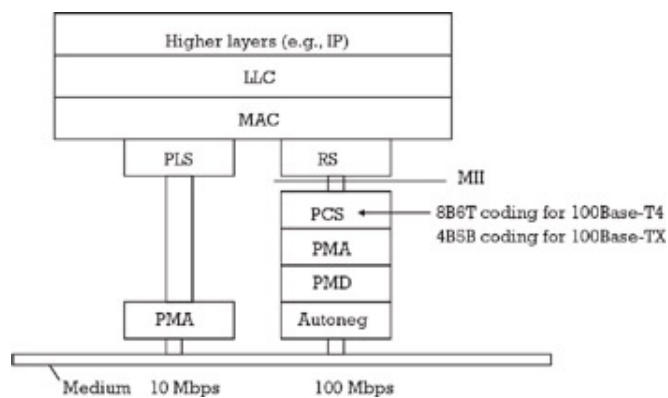 Higher layers (e.g., IP)
LLC
MAC
PLS
RS
MII
PCS
8B6T coding for 100Base-T4
4B5B coding for 100Base-TX
PMA
PMD
PMA
Autoneg
Medium
10 Mbps
100 Mbps